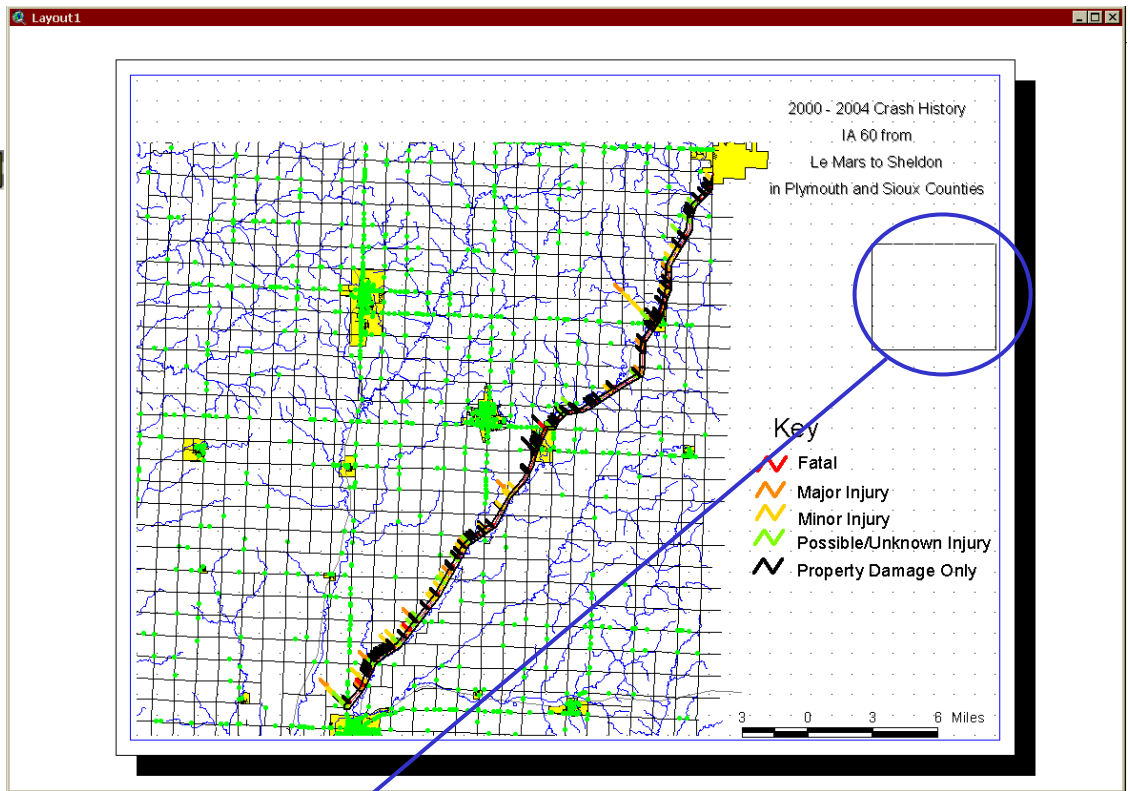 Layout1
2000 - 2004 Crash History
IA 60 from
Le Mars to Sheldon
in Plymouth and Sioux Counties
Key
Fatal
Major Injury
Minor Injury
Possible/Unknown Injury
Property Damage Only
3 0 3 6 Miles